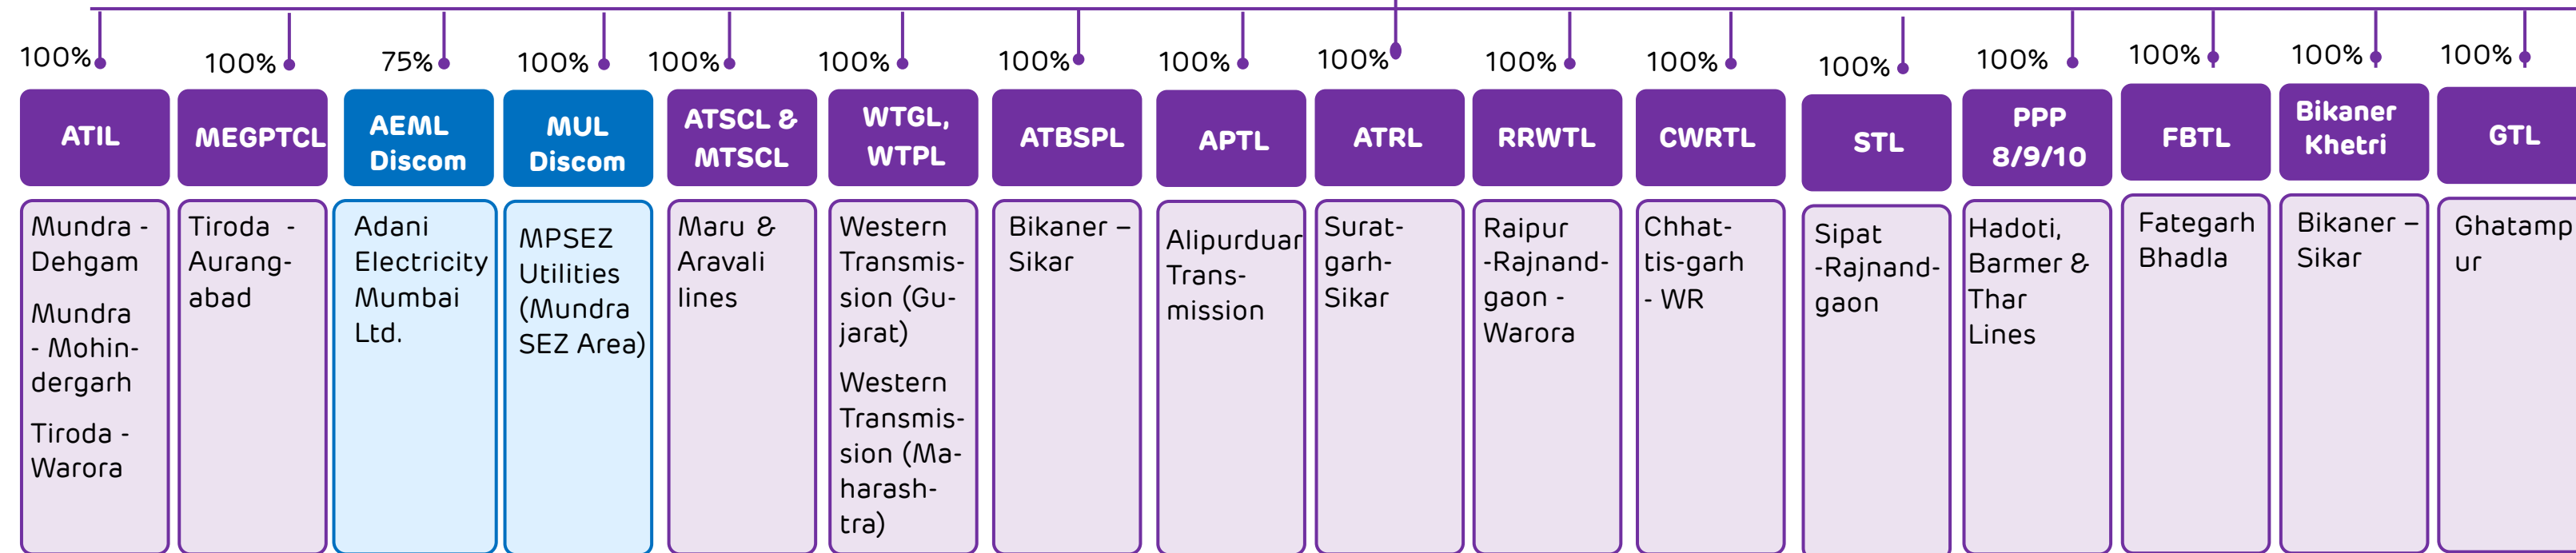 100%
100%
75%
100%
100%
100%
100%
100%
100%
100%
100%
100%
100%
100%
100%
100%
ATIL
MEGPTCL
AEML
Discom
MUL
Discom
ATSCL &
MTSCL
WTGL,
WTPL
ATBSPL
APTL
ATRL
RRWTL
CWRTL
STL
PPP
8/9/10
FBTL
Bikaner
Khetri
GTL
Mundra -
Dehgam
Mundra
- Mohin-
dergarh
Tiroda -
Warora
Tiroda -
Aurang-
abad
Adani
Electricity
Mumbai
Ltd.
MPSEZ
Utilities
(Mundra
SEZ Area)
Maru &
Aravali
lines
Western
Transmis-
sion (Gu-
jarat)
Western
Transmis-
sion (Ma-
harash-
tra)
Bikaner –
Sikar
Alipurduar
Trans-
mission
Surat-
garh-
Sikar
Raipur
-Rajnand-
gaon -
Warora
Chhat-
tis-garh
- WR
Sipat
-Rajnand-
gaon
Hadoti,
Barmer &
Thar
Lines
Fategarh
Bhadla
Bikaner –
Sikar
Ghatamp
ur